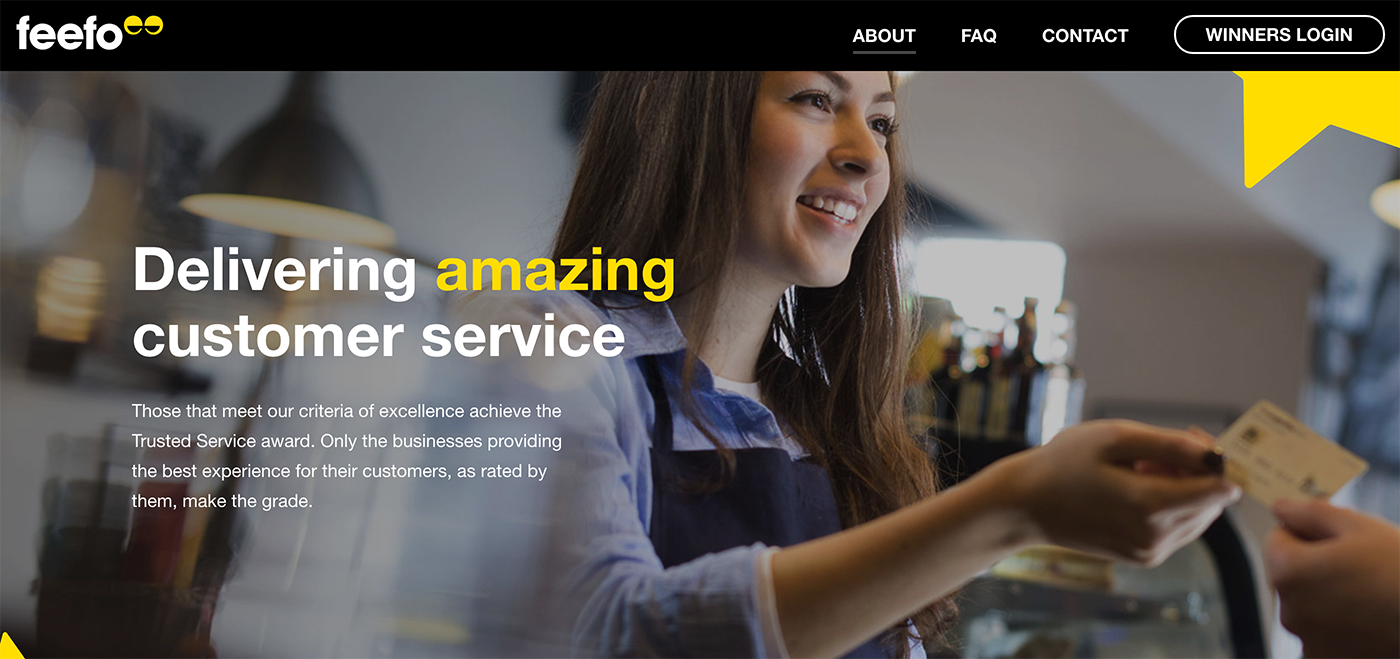 feefo
ABOUT
FAQ
CONTACT
WINNERS LOGIN
Delivering amazing
customer service
Those that meet our criteria of excellence achieve the
Trusted Service award. Only the businesses providing
the best experience for their customers, as rated by
them, make the grade.